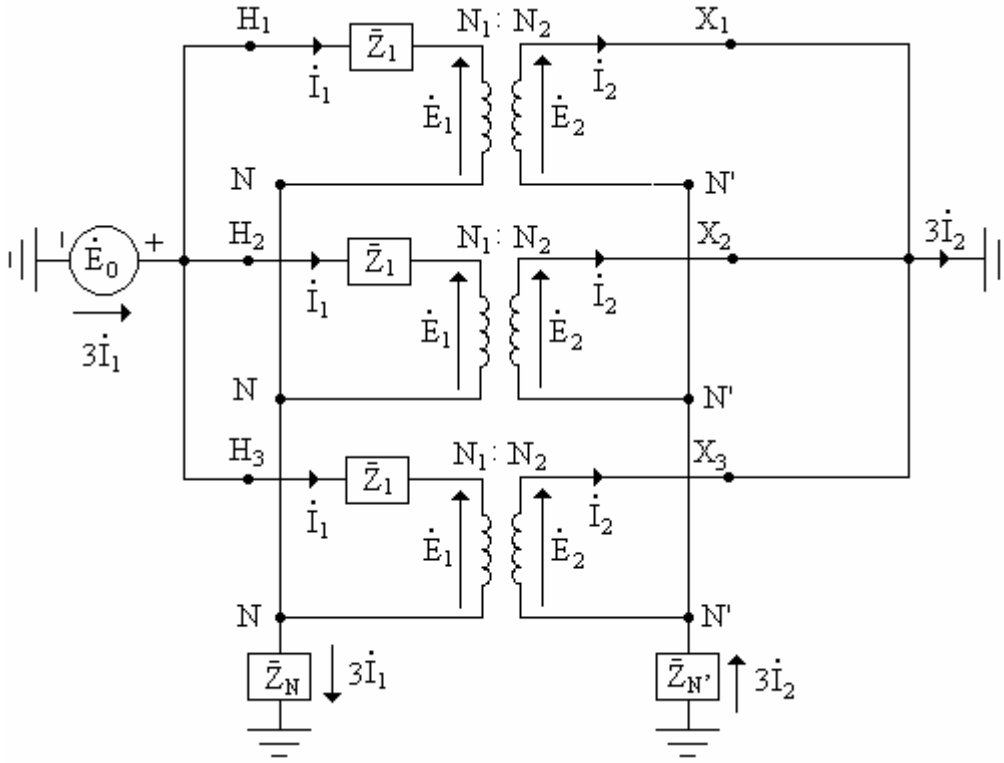 H₁ Z̄₁ N₁ : N₂ X₁
İ₁ İ₂
Ė₁ Ė₂
N N'
H₂ Z̄₁ N₁ : N₂ X₂ 3İ₂
- Ė₀ +
İ₁ İ₂
3İ₁ Ė₁ Ė₂
N N'
H₃ Z̄₁ N₁ : N₂ X₃
İ₁ İ₂
Ė₁ Ė₂
N N'
Z̄N 3İ₁ Z̄N' 3İ₂